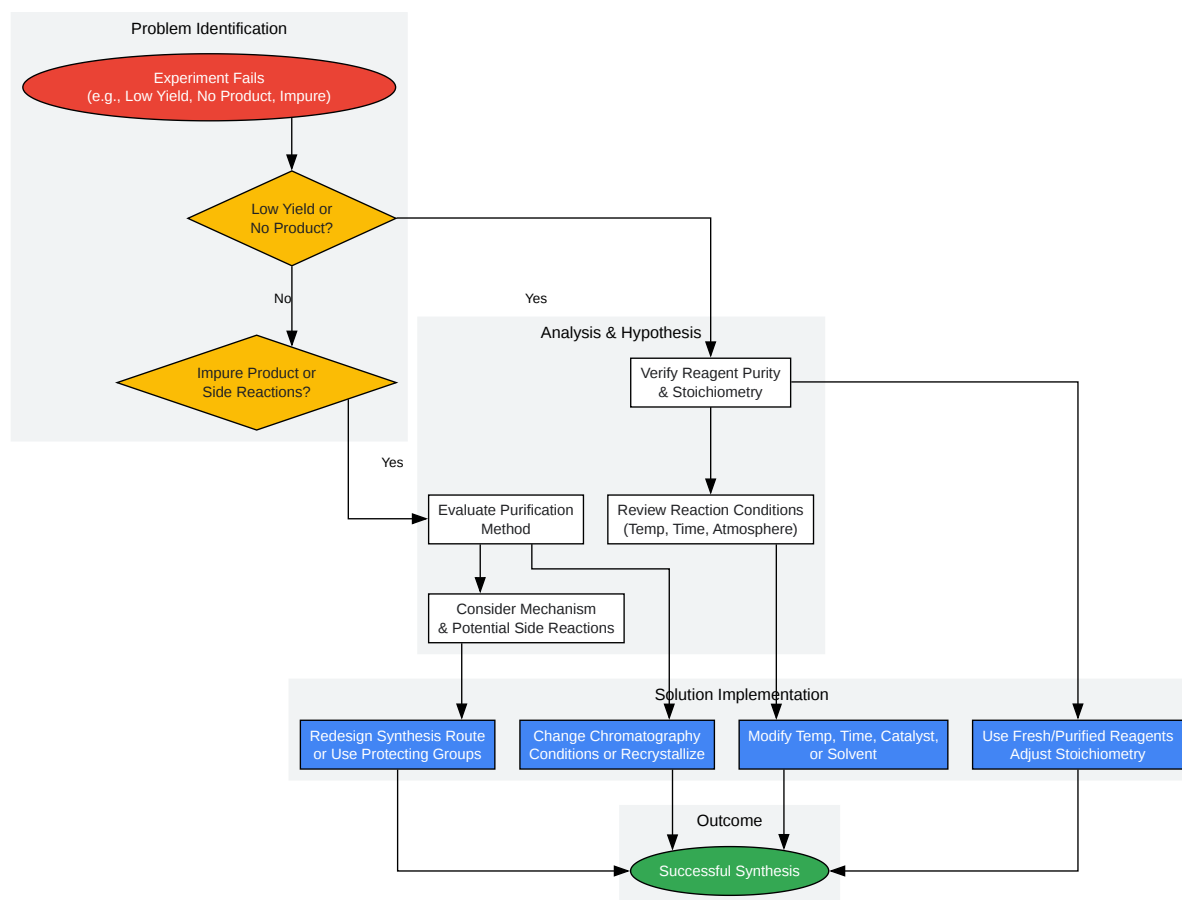 Problem Identification
Experiment Fails
(e.g., Low Yield, No Product, Impure)
Low Yield or
No Product?
No
Yes
Analysis & Hypothesis
Impure Product or
Side Reactions?
Verify Reagent Purity
& Stoichiometry
Yes
Evaluate Purification
Method
Review Reaction Conditions
(Temp, Time, Atmosphere)
Consider Mechanism
& Potential Side Reactions
Solution Implementation
Redesign Synthesis Route
or Use Protecting Groups
Change Chromatography
Conditions or Recrystallize
Modify Temp, Time, Catalyst,
or Solvent
Use Fresh/Purified Reagents
Adjust Stoichiometry
Outcome
Successful Synthesis